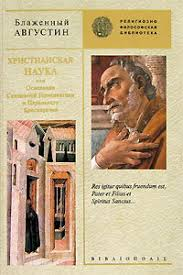 Блаженный
АВГУСТИН
РЕЛИГИОЗНО
ФИЛОСОФСКАЯ
БИБЛИОТЕКА
ХРИСТИАНСКАЯ
НАУКА
или
Основания
Священной Герменевтики
и Церковного
Красноречия
Res igitur quibus fruendum est,
Pater et Filius et
Spiritus Sanctus...
BIBLIOПОЛІΣ